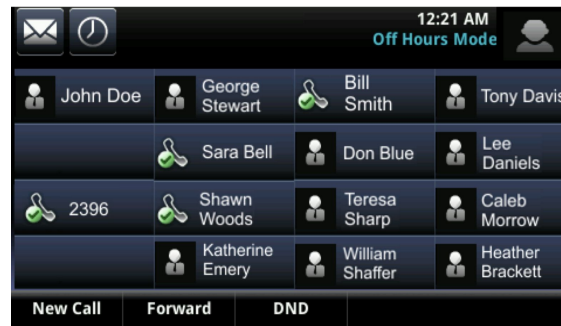 12:21 AM
Off Hours Mode
John Doe
George
Stewart
Bill
Smith
Tony Davis
Sara Bell
Don Blue
Lee
Daniels
2396
Shawn
Woods
Teresa
Sharp
Caleb
Morrow
Katherine
Emery
William
Shaffer
Heather
Brackett
New Call
Forward
DND